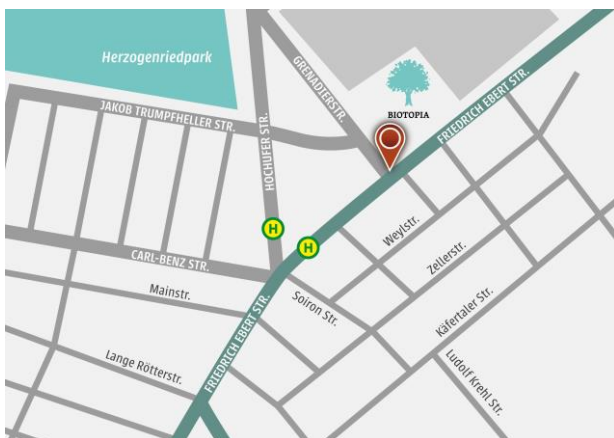 Herzogenriedpark
GRENADIERSTR.
BIOTOPIA
FRIEDRICH EBERT STR.
JAKOB TRUMPFHELLER STR.
HOCHUFER STR.
H
H
Weylstr.
Zellerstr.
CARL-BENZ STR.
Mainstr.
Soiron Str.
Käfertaler Str.
FRIEDRICH EBERT STR.
Lange Rötterstr.
Ludolf Krehl Str.